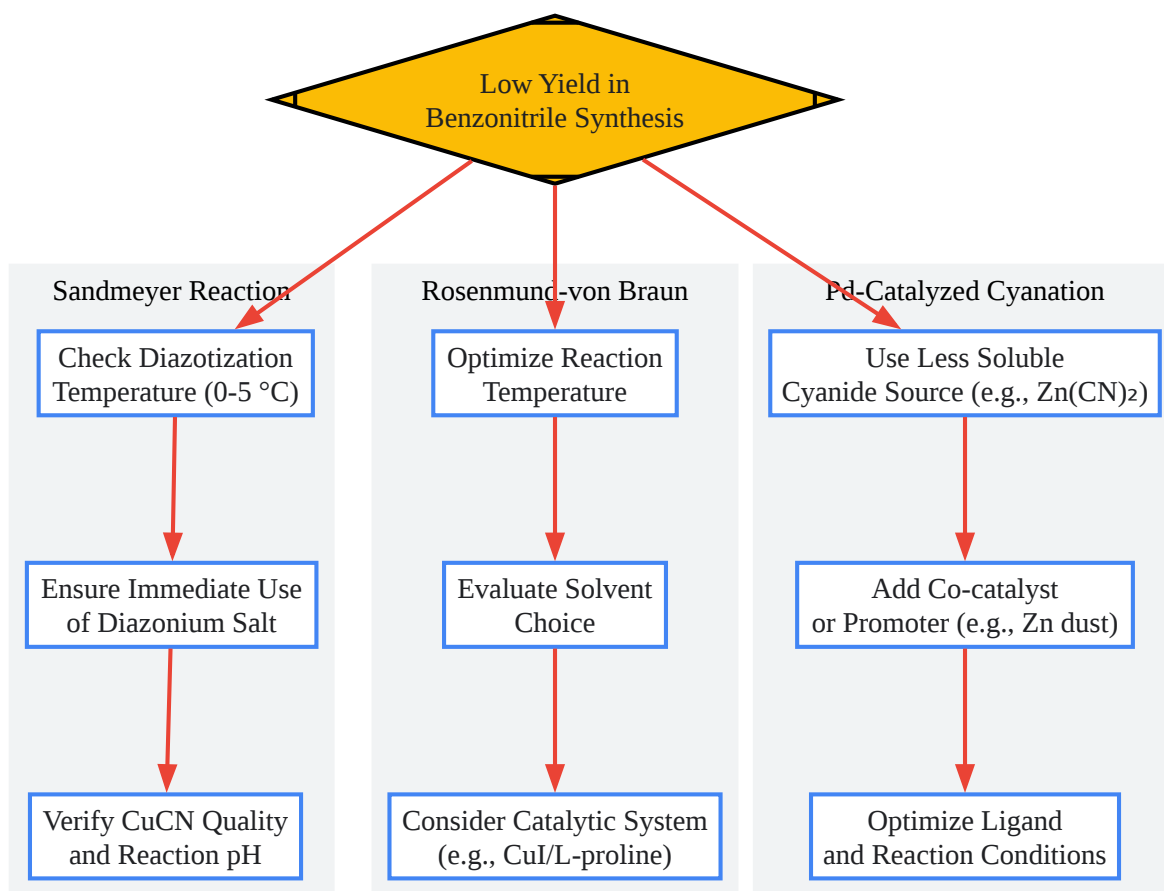 Low Yield in
Benzonitrile Synthesis
Sandmeyer Reaction
Check Diazotization
Temperature (0-5 °C)
Ensure Immediate Use
of Diazonium Salt
Verify CuCN Quality
and Reaction pH
Rosenmund-von Braun
Optimize Reaction
Temperature
Evaluate Solvent
Choice
Consider Catalytic System
(e.g., CuI/L-proline)
Pd-Catalyzed Cyanation
Use Less Soluble
Cyanide Source (e.g., Zn(CN)₂)
Add Co-catalyst
or Promoter (e.g., Zn dust)
Optimize Ligand
and Reaction Conditions